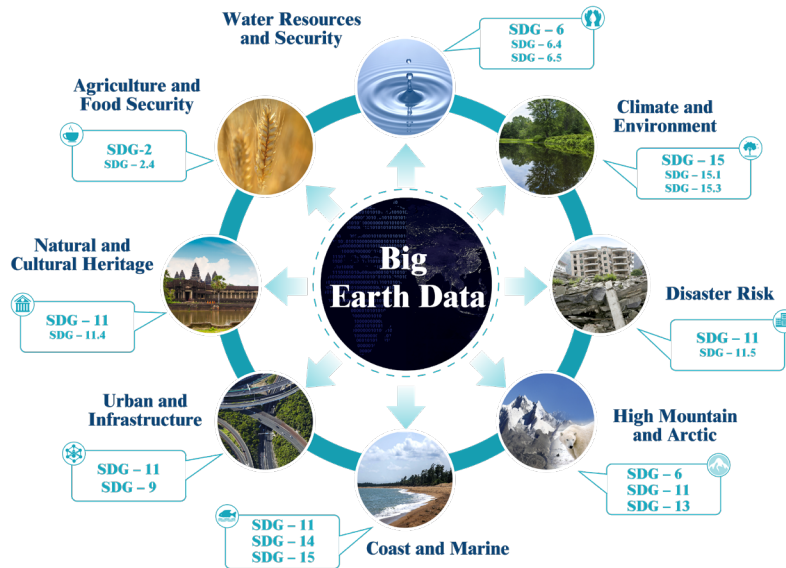 Water Resources
and Security
SDG – 6
SDG – 6.4
SDG – 6.5
Agriculture and
Food Security
SDG-2
SDG – 2.4
Climate and
Environment
SDG – 15
SDG – 15.1
SDG – 15.3
Big
Earth Data
Natural and
Cultural Heritage
SDG – 11
SDG – 11.4
Disaster Risk
SDG – 11
SDG – 11.5
Urban and
Infrastructure
SDG – 11
SDG – 9
High Mountain
and Arctic
SDG – 6
SDG – 11
SDG – 13
Coast and Marine
SDG – 11
SDG – 14
SDG – 15